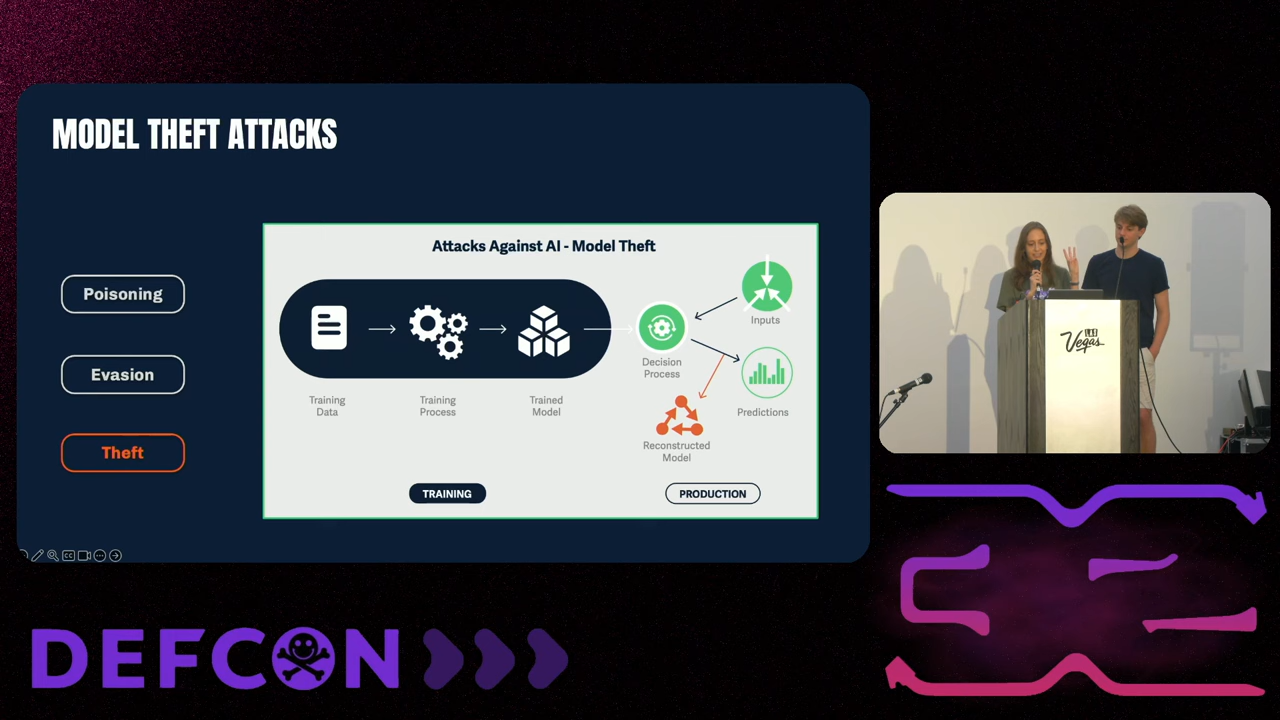 MODEL THEFT ATTACKS
Poisoning
Evasion
Theft
Attacks Against AI - Model Theft
Training
Data
Training
Process
Trained
Model
Decision
Process
Inputs
Predictions
Reconstructed
Model
TRAINING
PRODUCTION
LAS
Vegas
DEFCON